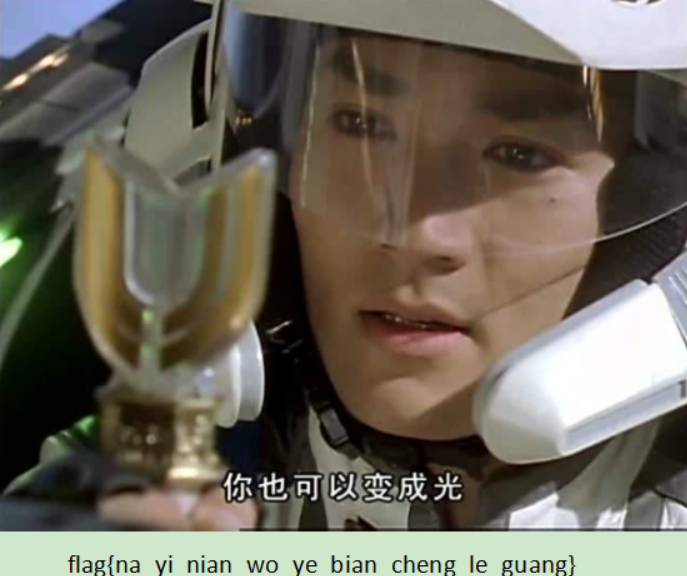 你也可以变成光
flag{na yi nian wo ye bian cheng le guang}